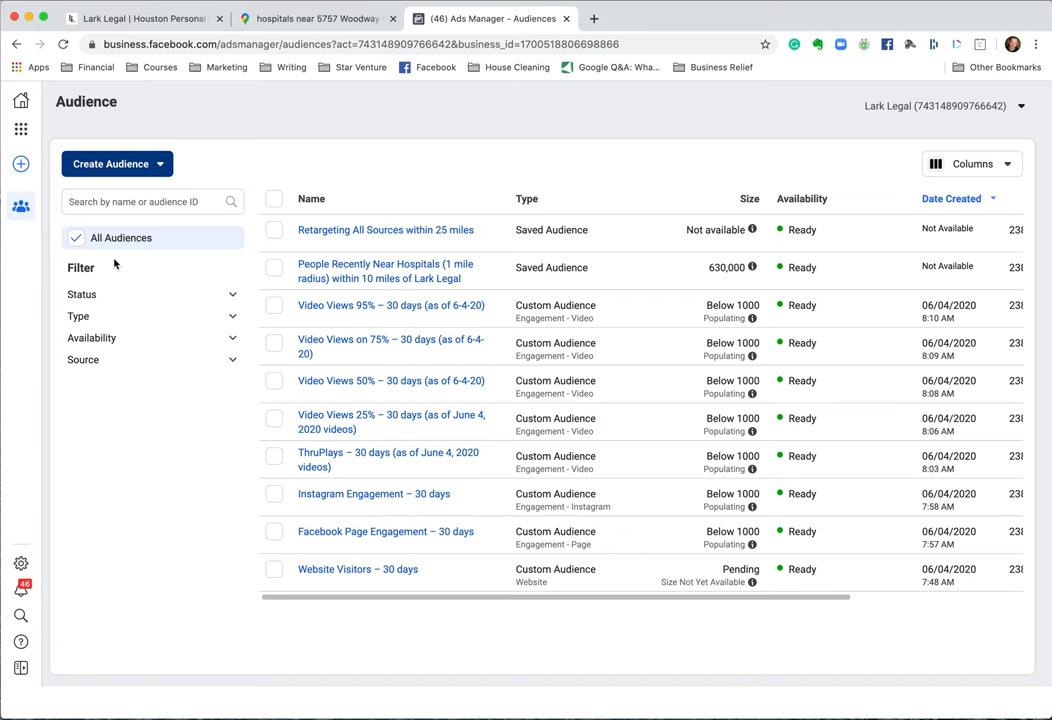 Lark Legal | Houston Personal
hospitals near 5757 Woodway
(46) Ads Manager - Audiences
business.facebook.com/adsmanager/audiences?act=743148909766642&business_id=1700518806698866
Apps
Financial
Courses
Marketing
Writing
Star Venture
Facebook
House Cleaning
Google Q&A: Wha...
Business Relief
Other Bookmarks
Audience
Lark Legal (743148909766642)
Create Audience
Columns
Search by name or audience ID
All Audiences
Filter
Status
Type
Availability
Source
Name
Type
Size
Availability
Date Created
Retargeting All Sources within 25 miles
Saved Audience
Not available
Ready
Not Available
238
People Recently Near Hospitals (1 mile
radius) within 10 miles of Lark Legal
Saved Audience
630,000
Ready
Not Available
238
Video Views 95% – 30 days (as of 6-4-20)
Custom Audience
Engagement - Video
Below 1000
Populating
Ready
06/04/2020
8:10 AM
238
Video Views on 75% – 30 days (as of 6-4-
20)
Custom Audience
Engagement - Video
Below 1000
Populating
Ready
06/04/2020
8:09 AM
238
Video Views 50% – 30 days (as of 6-4-20)
Custom Audience
Engagement - Video
Below 1000
Populating
Ready
06/04/2020
8:08 AM
238
Video Views 25% – 30 days (as of June 4,
2020 videos)
Custom Audience
Engagement - Video
Below 1000
Populating
Ready
06/04/2020
8:06 AM
238
ThruPlays – 30 days (as of June 4, 2020
videos)
Custom Audience
Engagement - Video
Below 1000
Populating
Ready
06/04/2020
8:03 AM
238
Instagram Engagement – 30 days
Custom Audience
Engagement - Instagram
Below 1000
Populating
Ready
06/04/2020
7:58 AM
238
Facebook Page Engagement – 30 days
Custom Audience
Engagement - Page
Below 1000
Populating
Ready
06/04/2020
7:57 AM
238
Website Visitors – 30 days
Custom Audience
Website
Pending
Size Not Yet Available
Ready
06/04/2020
7:48 AM
238
46